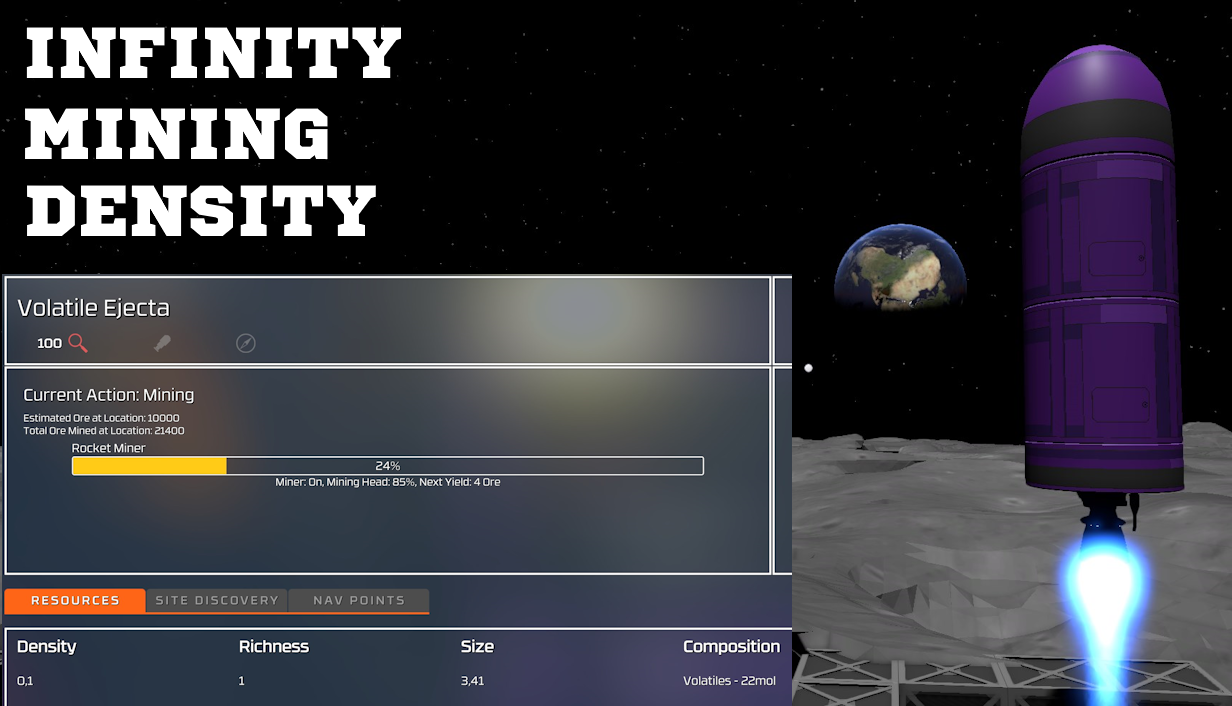 INFINITY
MINING
DENSITY
Volatile Ejecta
100
Current Action: Mining
Estimated Ore at Location: 10000
Total Ore Mined at Location: 21400
Rocket Miner
24%
Miner: On, Mining Head: 85%, Next Yield: 4 Ore
RESOURCES SITE DISCOVERY NAV POINTS
Density Richness Size Composition
0,1 1 3,41 Volatiles - 22mol